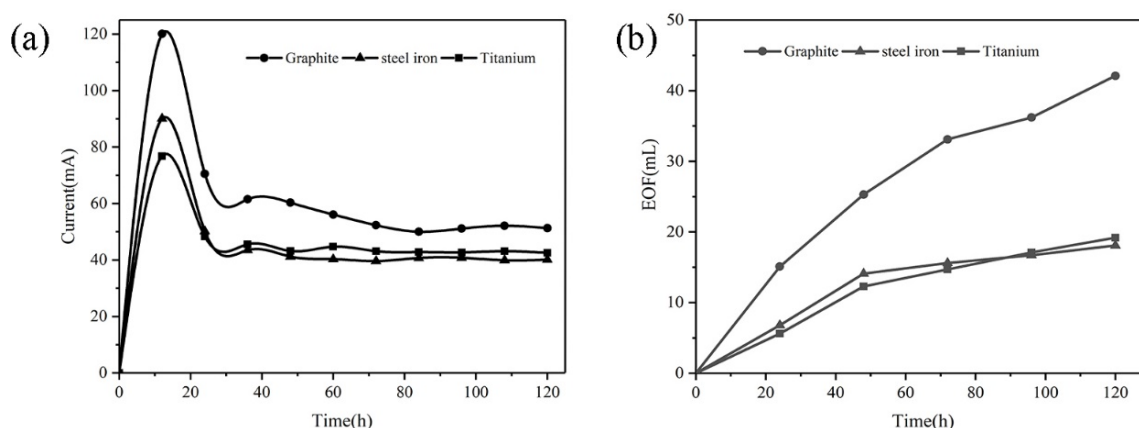 (a)
Current(mA)
120
100
80
60
40
20
0
Graphite steel iron Titanium
0 20 40 60 80 100 120
Time(h)
(b)
EOF(mL)
50
40
30
20
10
0
Graphite steel iron Titanium
0 20 40 60 80 100 120
Time(h)